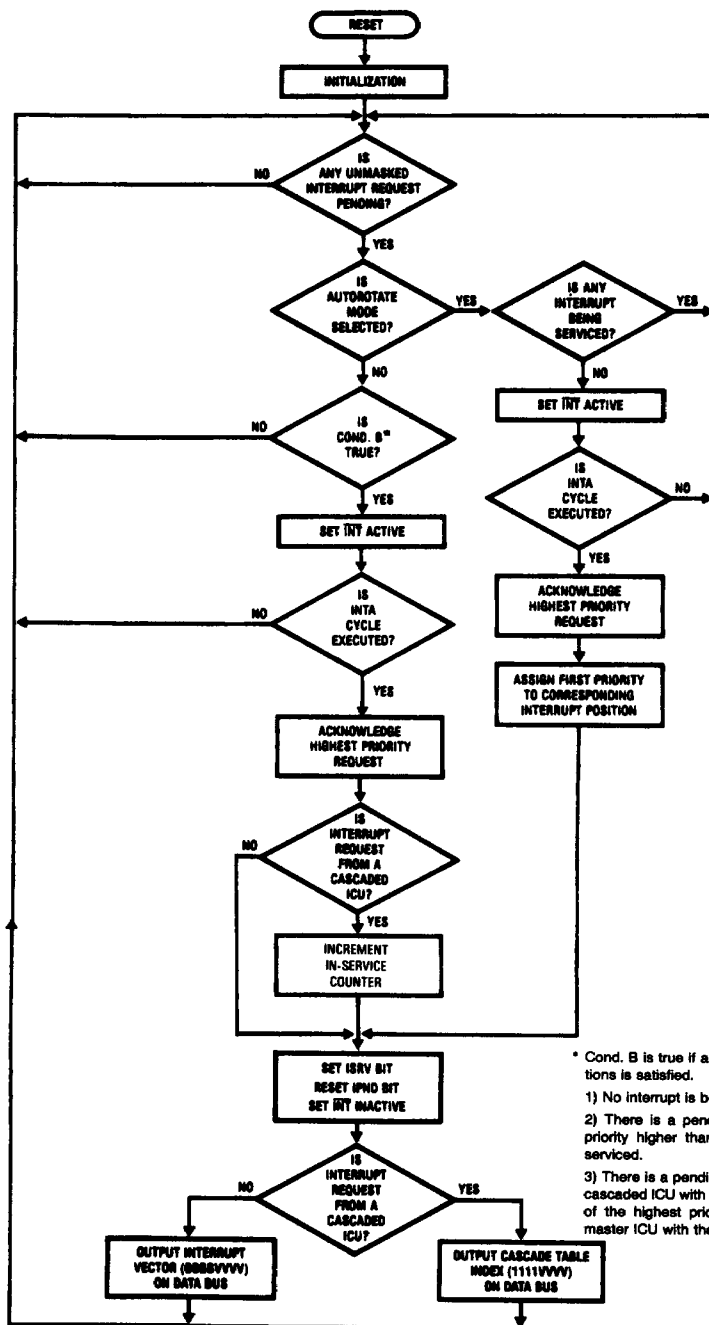 RESET
INITIALIZATION
IS
ANY UNMASKED
INTERRUPT REQUEST
PENDING?
NO
YES
IS
AUTOROTATE
MODE
SELECTED?
YES
NO
IS ANY
INTERRUPT
BEING
SERVICED?
YES
NO
SET INT ACTIVE
IS
INTA
CYCLE
EXECUTED?
NO
YES
ACKNOWLEDGE
HIGHEST PRIORITY
REQUEST
ASSIGN FIRST PRIORITY
TO CORRESPONDING
INTERRUPT POSITION
IS
COND. B*
TRUE?
NO
YES
SET INT ACTIVE
IS
INTA
CYCLE
EXECUTED?
NO
YES
ACKNOWLEDGE
HIGHEST PRIORITY
REQUEST
IS
INTERRUPT
REQUEST
FROM A
CASCADED
ICU?
NO
YES
INCREMENT
IN-SERVICE
COUNTER
SET ISRV BIT
RESET IPND BIT
SET INT INACTIVE
IS
INTERRUPT
REQUEST
FROM A
CASCADED
ICU?
NO
YES
OUTPUT INTERRUPT
VECTOR (BBBBVVVV)
ON DATA BUS
OUTPUT CASCADE TABLE
INDEX (1111VVVV)
ON DATA BUS
* Cond. B is true if a
tions is satisfied.
1) No interrupt is b
2) There is a pend
priority higher than
serviced.
3) There is a pendi
cascaded ICU with
of the highest pri
master ICU with the